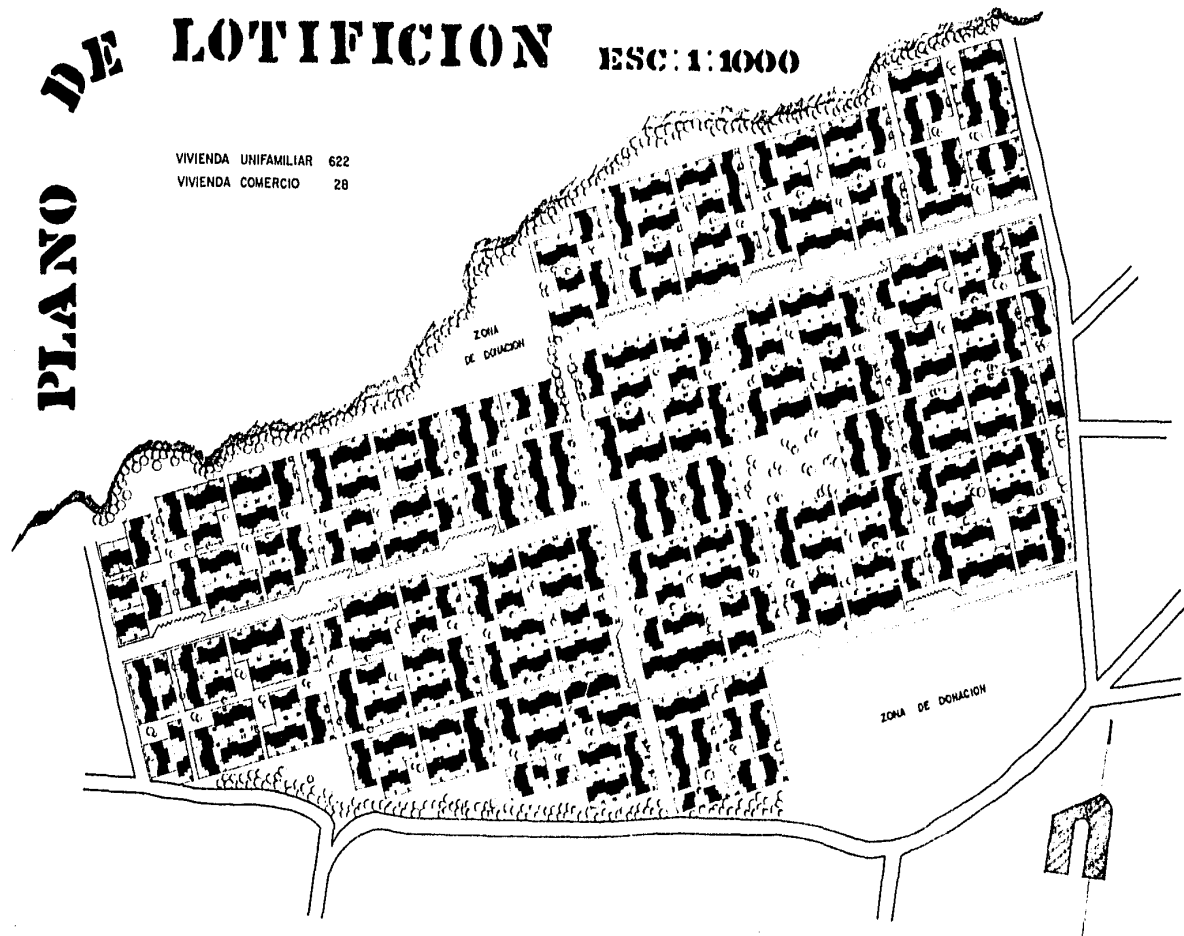 PLANO DE LOTIFICION ESC:1:1000
VIVIENDA UNIFAMILIAR 622
VIVIENDA COMERCIO 28
ZONA
DE DONACION
ZONA DE DONACION